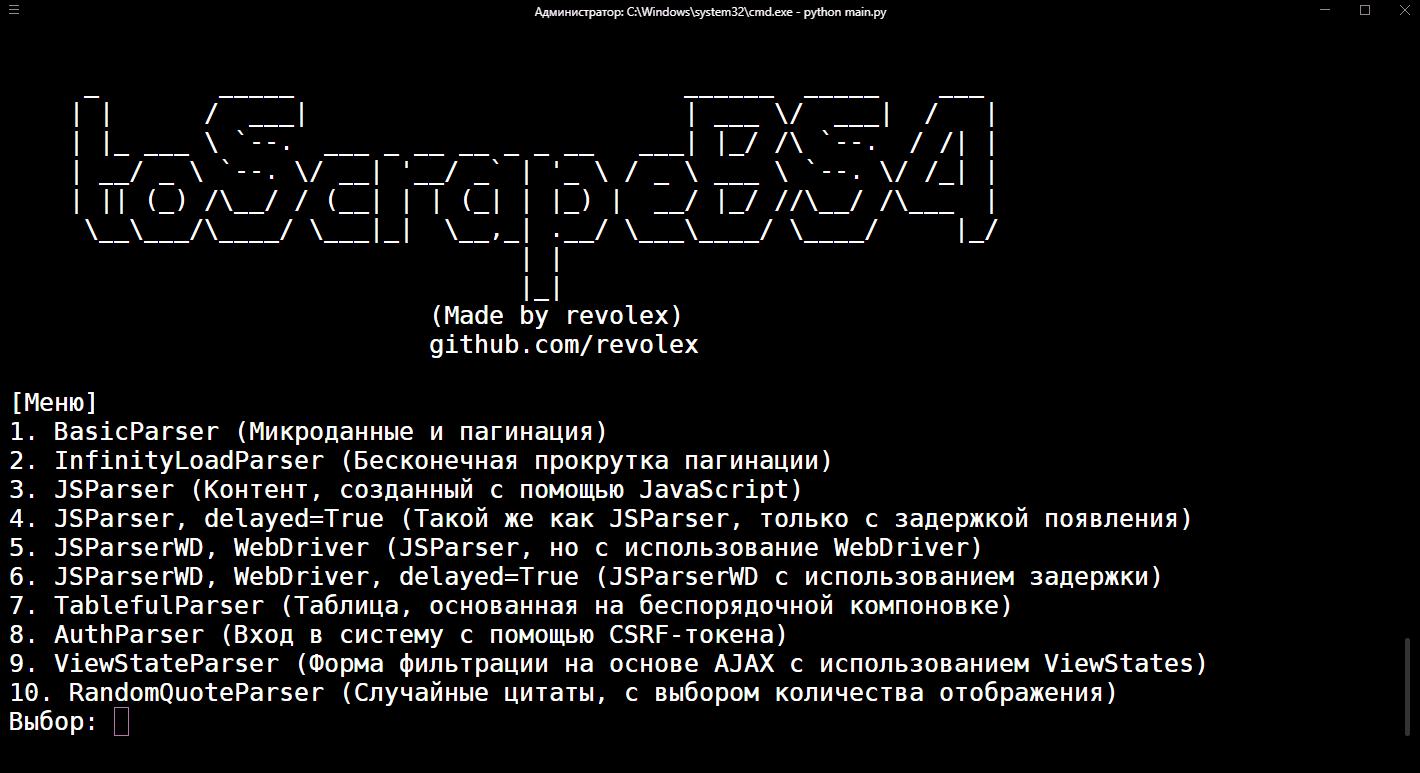 Администратор: C:\Windows\system32\cmd.exe - python main.py
toScrapeBS4
(Made by revolex)
github.com/revolex
[Меню]
1. BasicParser (Микроданные и пагинация)
2. InfinityLoadParser (Бесконечная прокрутка пагинации)
3. JSParser (Контент, созданный с помощью JavaScript)
4. JSParser, delayed=True (Такой же как JSParser, только с задержкой появления)
5. JSParserWD, WebDriver (JSParser, но с использование WebDriver)
6. JSParserWD, WebDriver, delayed=True (JSParserWD с использованием задержки)
7. TablefulParser (Таблица, основанная на беспорядочной компоновке)
8. AuthParser (Вход в систему с помощью CSRF-токена)
9. ViewStateParser (Форма фильтрации на основе AJAX с использованием ViewStates)
10. RandomQuoteParser (Случайные цитаты, с выбором количества отображения)
Выбор: